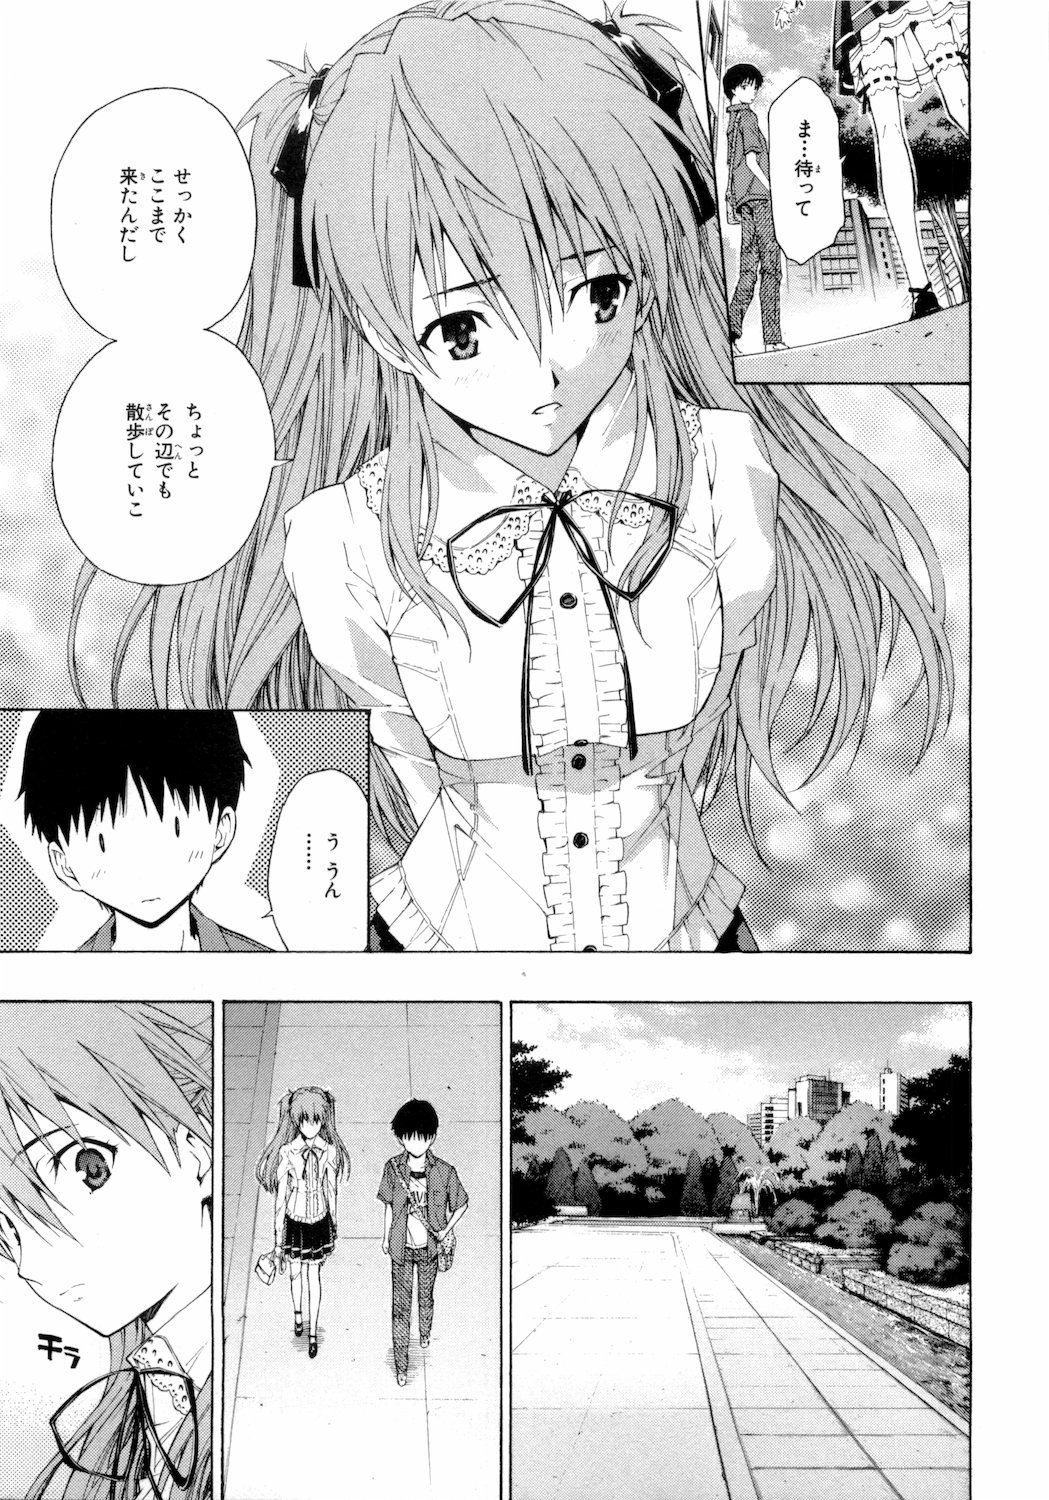 ま…待って
せっかく
ここまで
来たんだし
ちょっと
その辺でも
散歩していこ
う うん
……
チラ